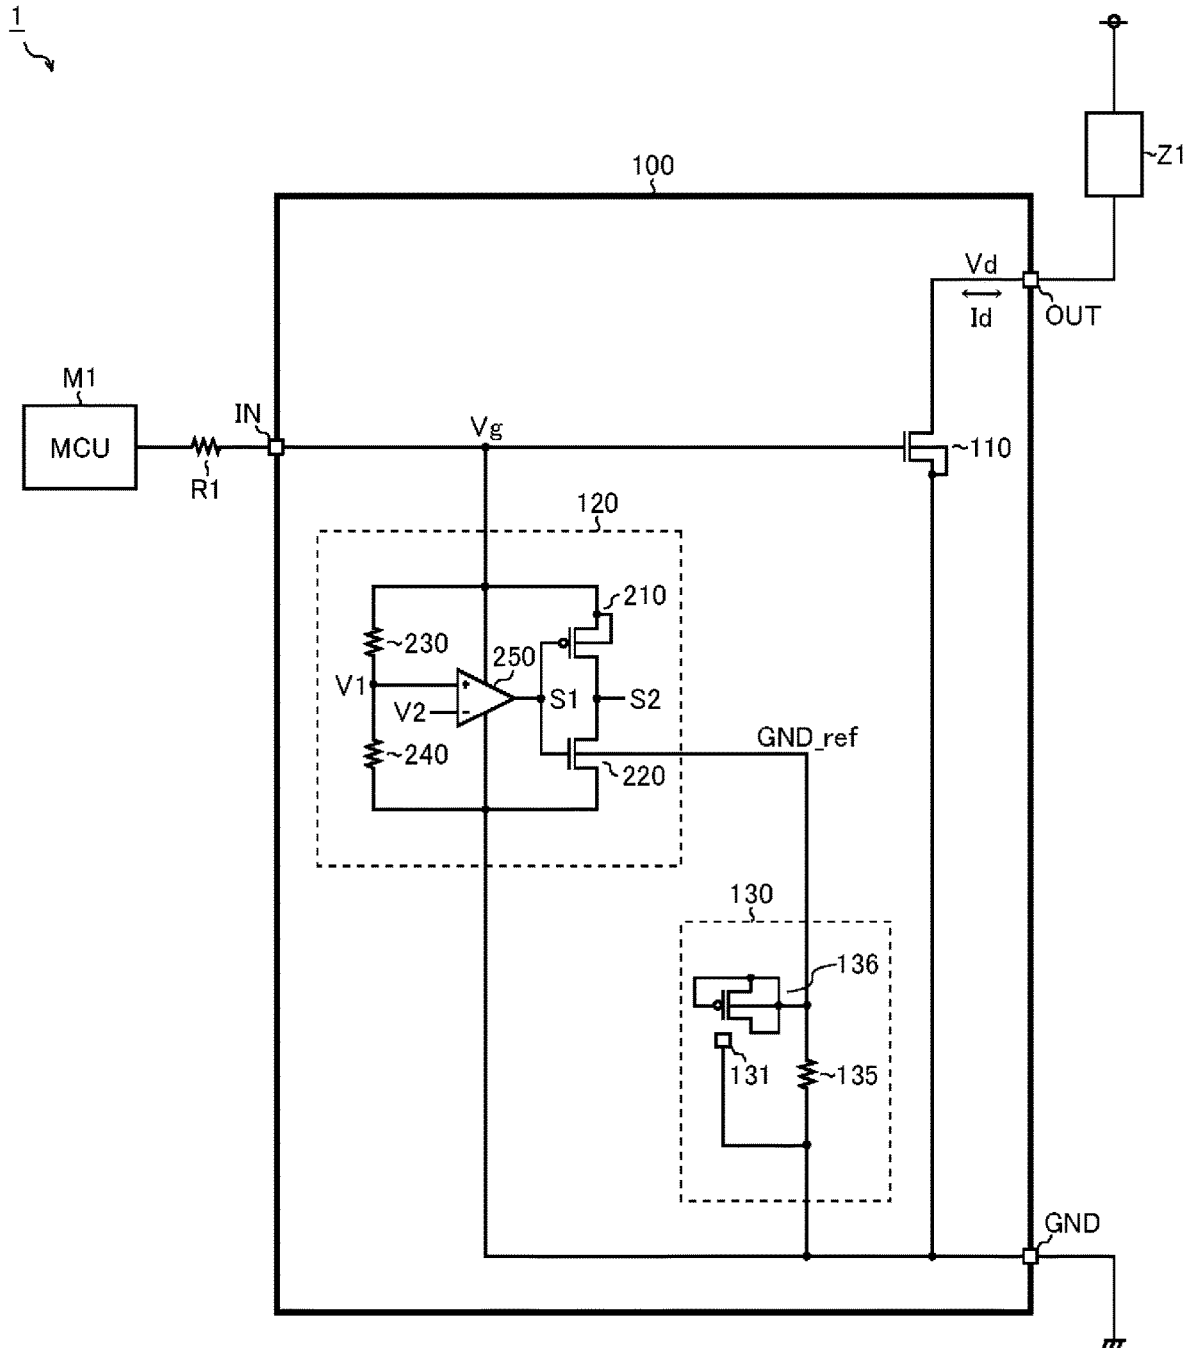 1
Z1
100
Vd
Id
OUT
M1
MCU
R1
IN
Vg
110
120
210
230
250
V1
V2
S1
S2
240
220
GND_ref
130
136
131
135
GND